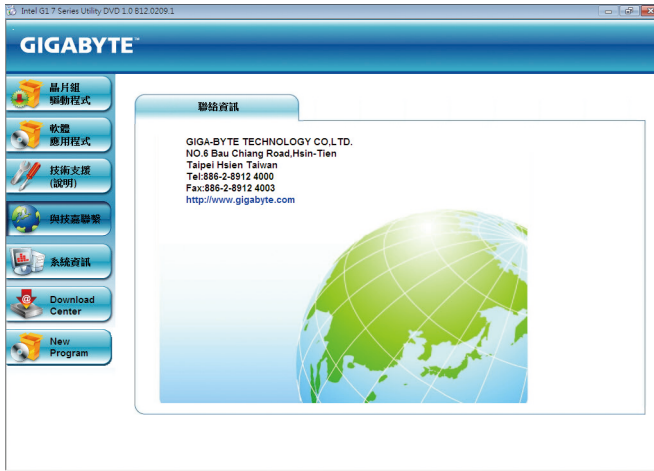 Intel G1.7 Series Utility DVD 1.0 B12.0209.1
GIGABYTE™
晶片組
驅動程式
軟體
應用程式
技術支援
(說明)
與技嘉聯繫
系統資訊
Download
Center
New
Program
聯絡資訊
GIGA-BYTE TECHNOLOGY CO,LTD.
NO.6 Bau Chiang Road,Hsin-Tien
Taipei Hsien Taiwan
Tel:886-2-8912 4000
Fax:886-2-8912 4003
http://www.gigabyte.com